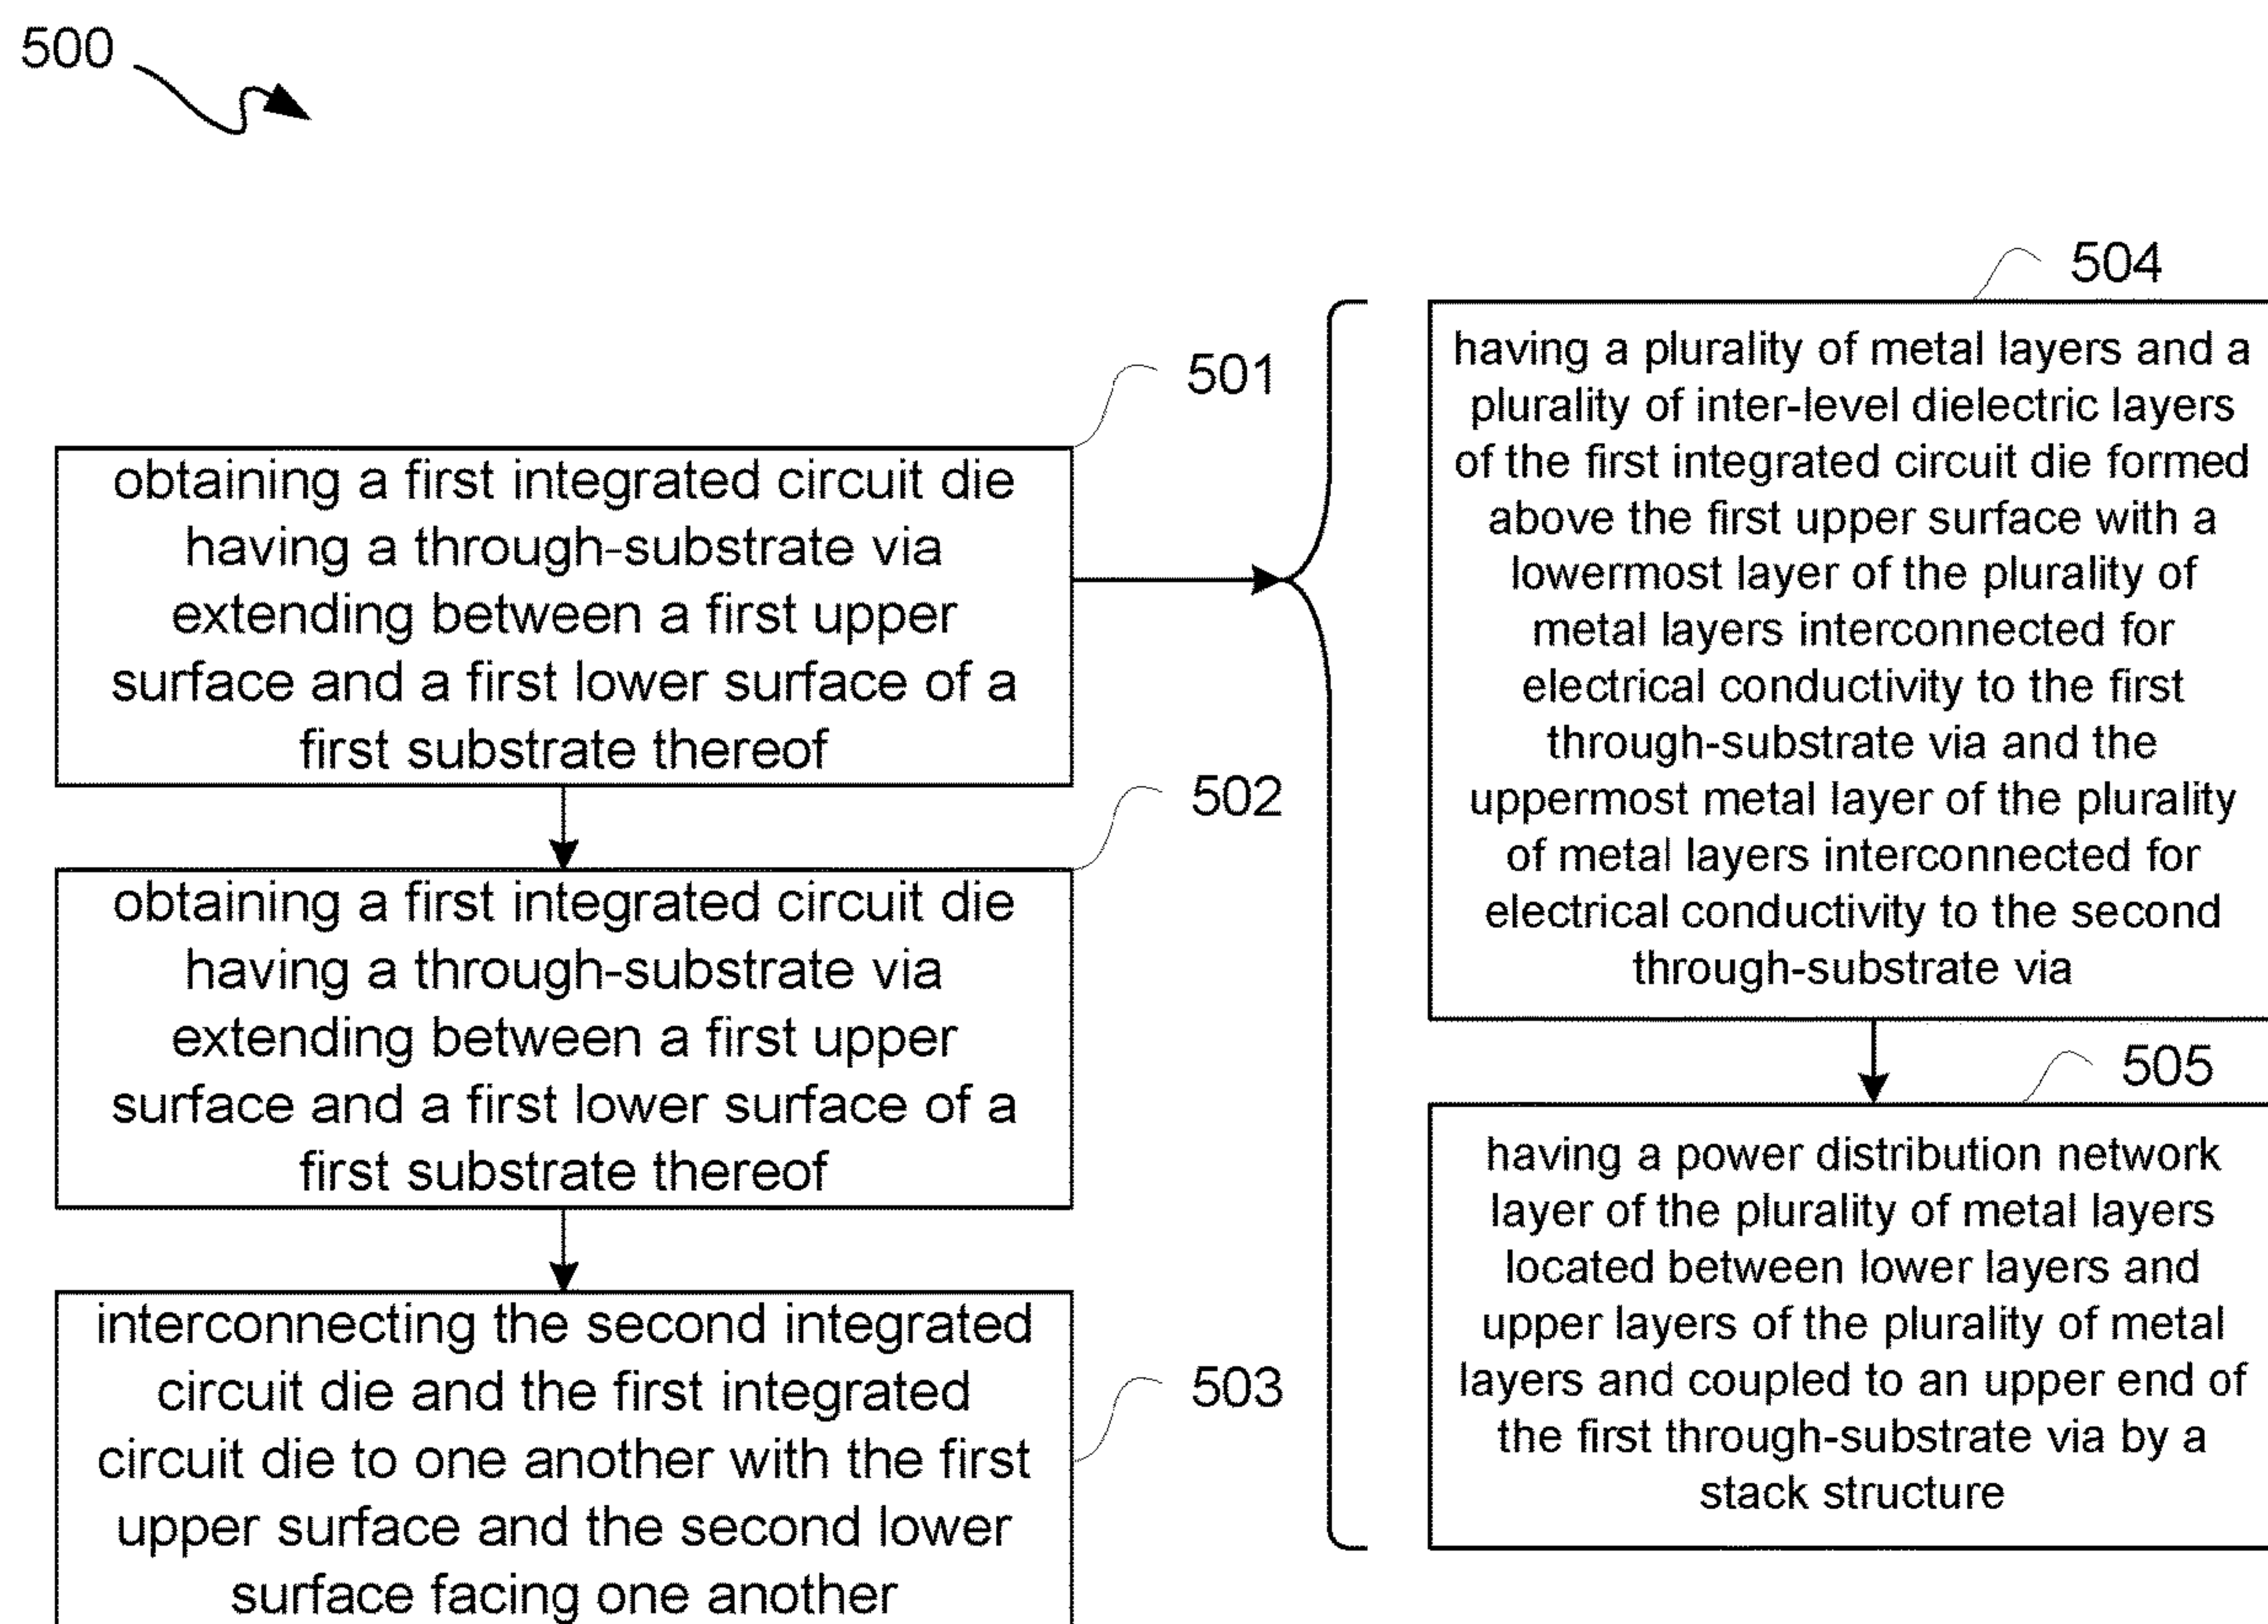 500
501
obtaining a first integrated circuit die
having a through-substrate via
extending between a first upper
surface and a first lower surface of a
first substrate thereof
502
obtaining a first integrated circuit die
having a through-substrate via
extending between a first upper
surface and a first lower surface of a
first substrate thereof
503
interconnecting the second integrated
circuit die and the first integrated
circuit die to one another with the first
upper surface and the second lower
surface facing one another
504
having a plurality of metal layers and a
plurality of inter-level dielectric layers
of the first integrated circuit die formed
above the first upper surface with a
lowermost layer of the plurality of
metal layers interconnected for
electrical conductivity to the first
through-substrate via and the
uppermost metal layer of the plurality
of metal layers interconnected for
electrical conductivity to the second
through-substrate via
505
having a power distribution network
layer of the plurality of metal layers
located between lower layers and
upper layers of the plurality of metal
layers and coupled to an upper end of
the first through-substrate via by a
stack structure